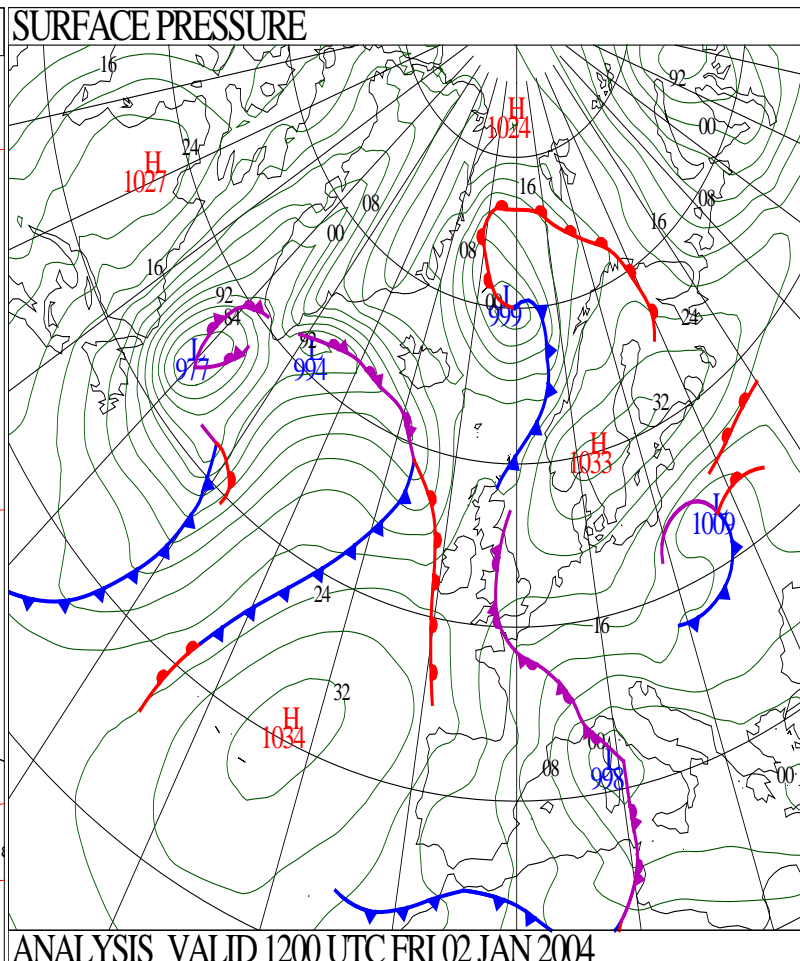 SURFACE PRESSURE
16
92
H
1024
00
24
H
1027
16
08
08
08
16
00
16
92
84
00
L
999
24
L
977
92
L
994
32
H
1033
L
1009
24
16
32
H
1034
00
L
998
08
00
ANALYSIS VALID 1200 UTC FRI 02 JAN 2004